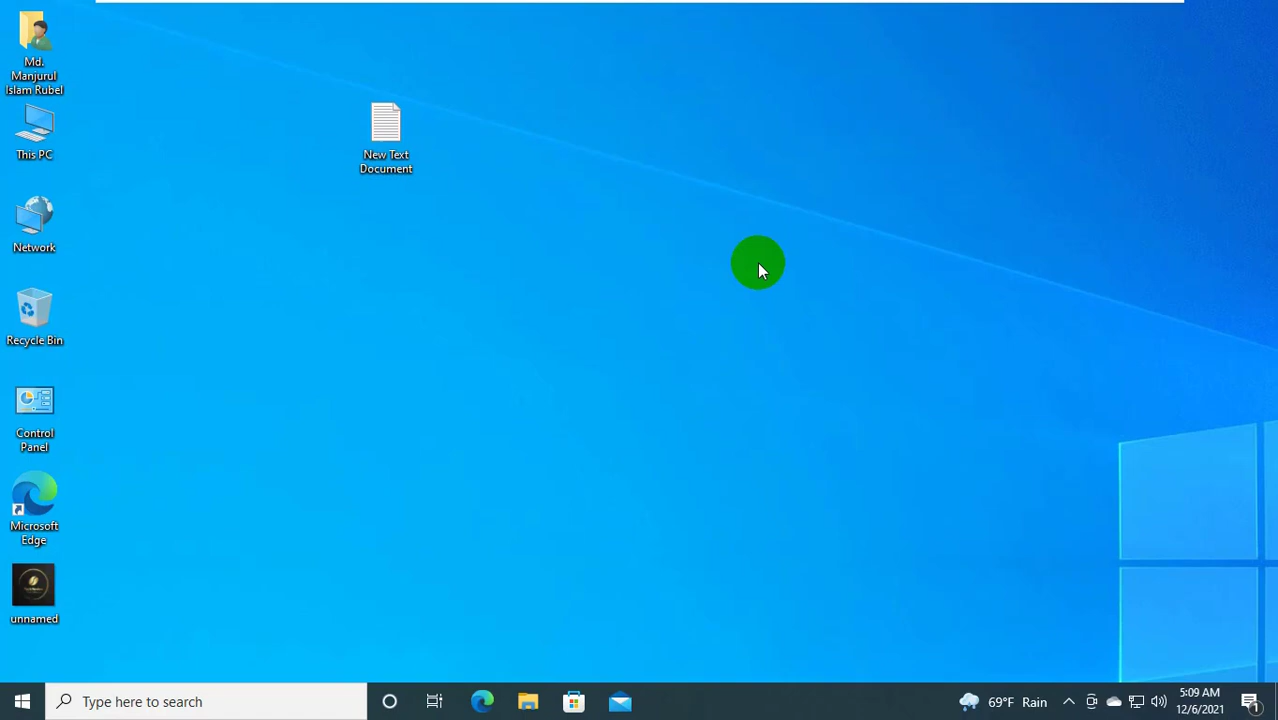 Md.
Manjurul
Islam Rubel
This PC
Network
Recycle Bin
Control
Panel
Microsoft
Edge
unnamed
New Text
Document
Type here to search
69°F Rain
5:09 AM
12/6/2021
1